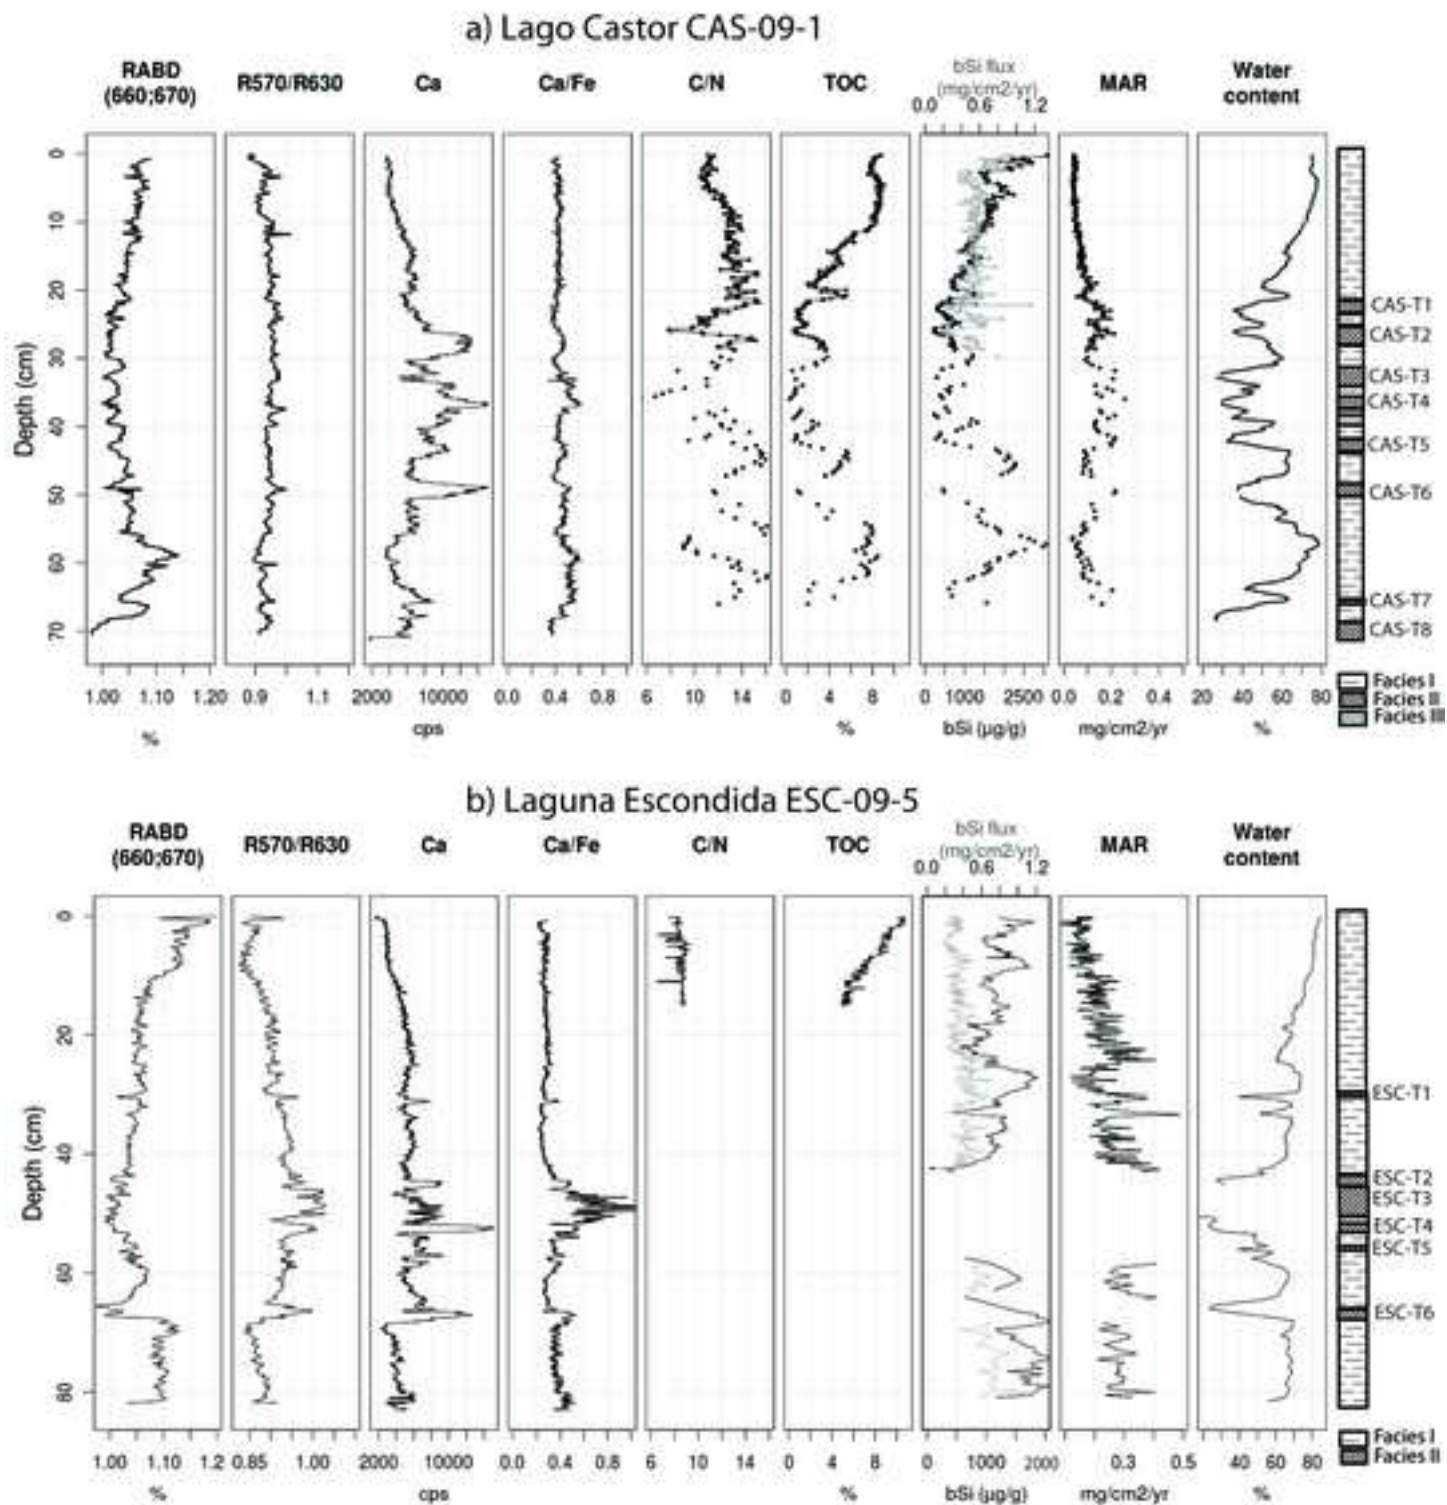 a) Lago Castor CAS-09-1
RABD
(660;670)
R570/R630
Ca
Ca/Fe
C/N
TOC
bSi flux
(mg/cm2/yr)
0.0 0.6 1.2
MAR
Water
content
Depth (cm)
0
10
20
30
40
50
60
70
CAS-T1
CAS-T2
CAS-T3
CAS-T4
CAS-T5
CAS-T6
CAS-T7
CAS-T8
1.00 1.10 1.20
0.9 1.1
2000 10000
0.0 0.4 0.8
6 8 10 14
0 4 8
0 1000 2500
0.0 0.2 0.4
20 40 60 80
Facies I
Facies II
Facies III
%
cps
%
bSi (µg/g)
mg/cm2/yr
%
b) Laguna Escondida ESC-09-5
RABD
(660;670)
R570/R630
Ca
Ca/Fe
C/N
TOC
bSi flux
(mg/cm2/yr)
0.0 0.6 1.2
MAR
Water
content
Depth (cm)
0
20
40
60
80
ESC-T1
ESC-T2
ESC-T3
ESC-T4
ESC-T5
ESC-T6
1.00 1.10 1.2
0.85 1.00
2000 10000
0.0 0.4 0.8
6 8 10 14
0 4 8
0 1000 2000
0.3 0.5
40 60 80
Facies I
Facies II
%
cps
%
bSi (µg/g)
mg/cm2/yr
%